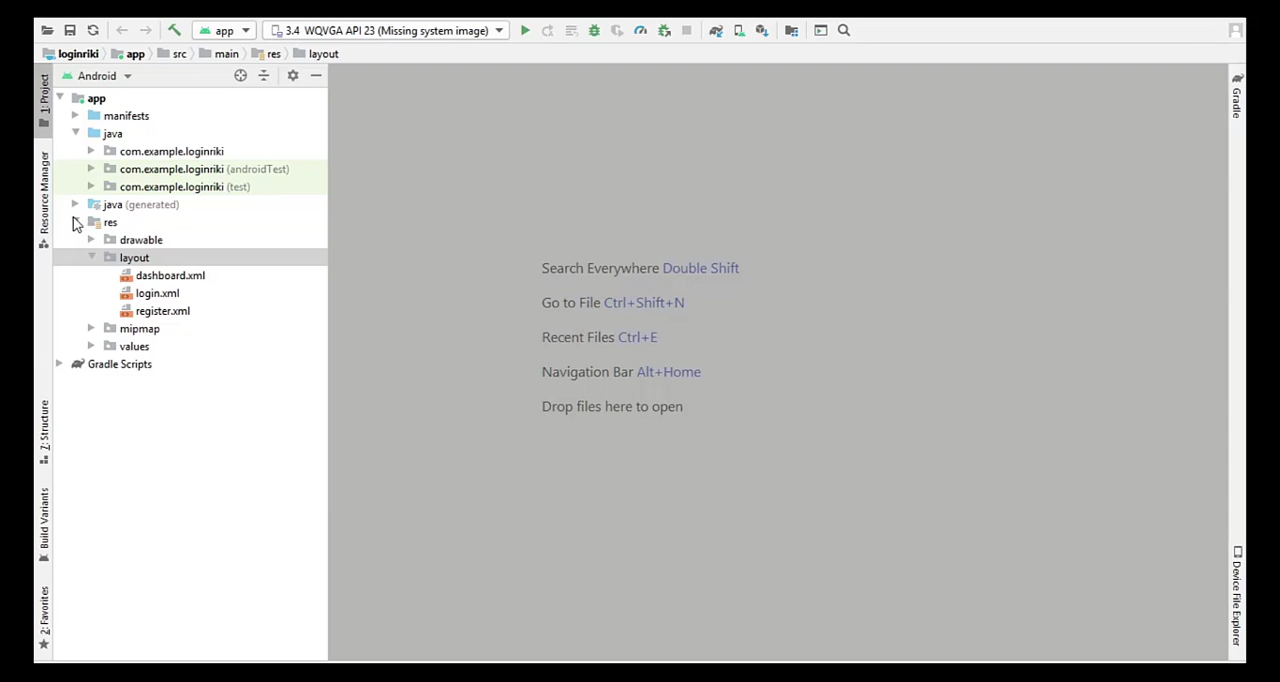 app
3.4 WQVGA API 23 (Missing system image)
loginriki
app
src
main
res
layout
1: Project
Resource Manager
7: Structure
Build Variants
2: Favorites
Android
app
manifests
java
com.example.loginriki
com.example.loginriki (androidTest)
com.example.loginriki (test)
java (generated)
res
drawable
layout
dashboard.xml
login.xml
register.xml
mipmap
values
Gradle Scripts
Search Everywhere Double Shift
Go to File Ctrl+Shift+N
Recent Files Ctrl+E
Navigation Bar Alt+Home
Drop files here to open
Gradle
Device File Explorer